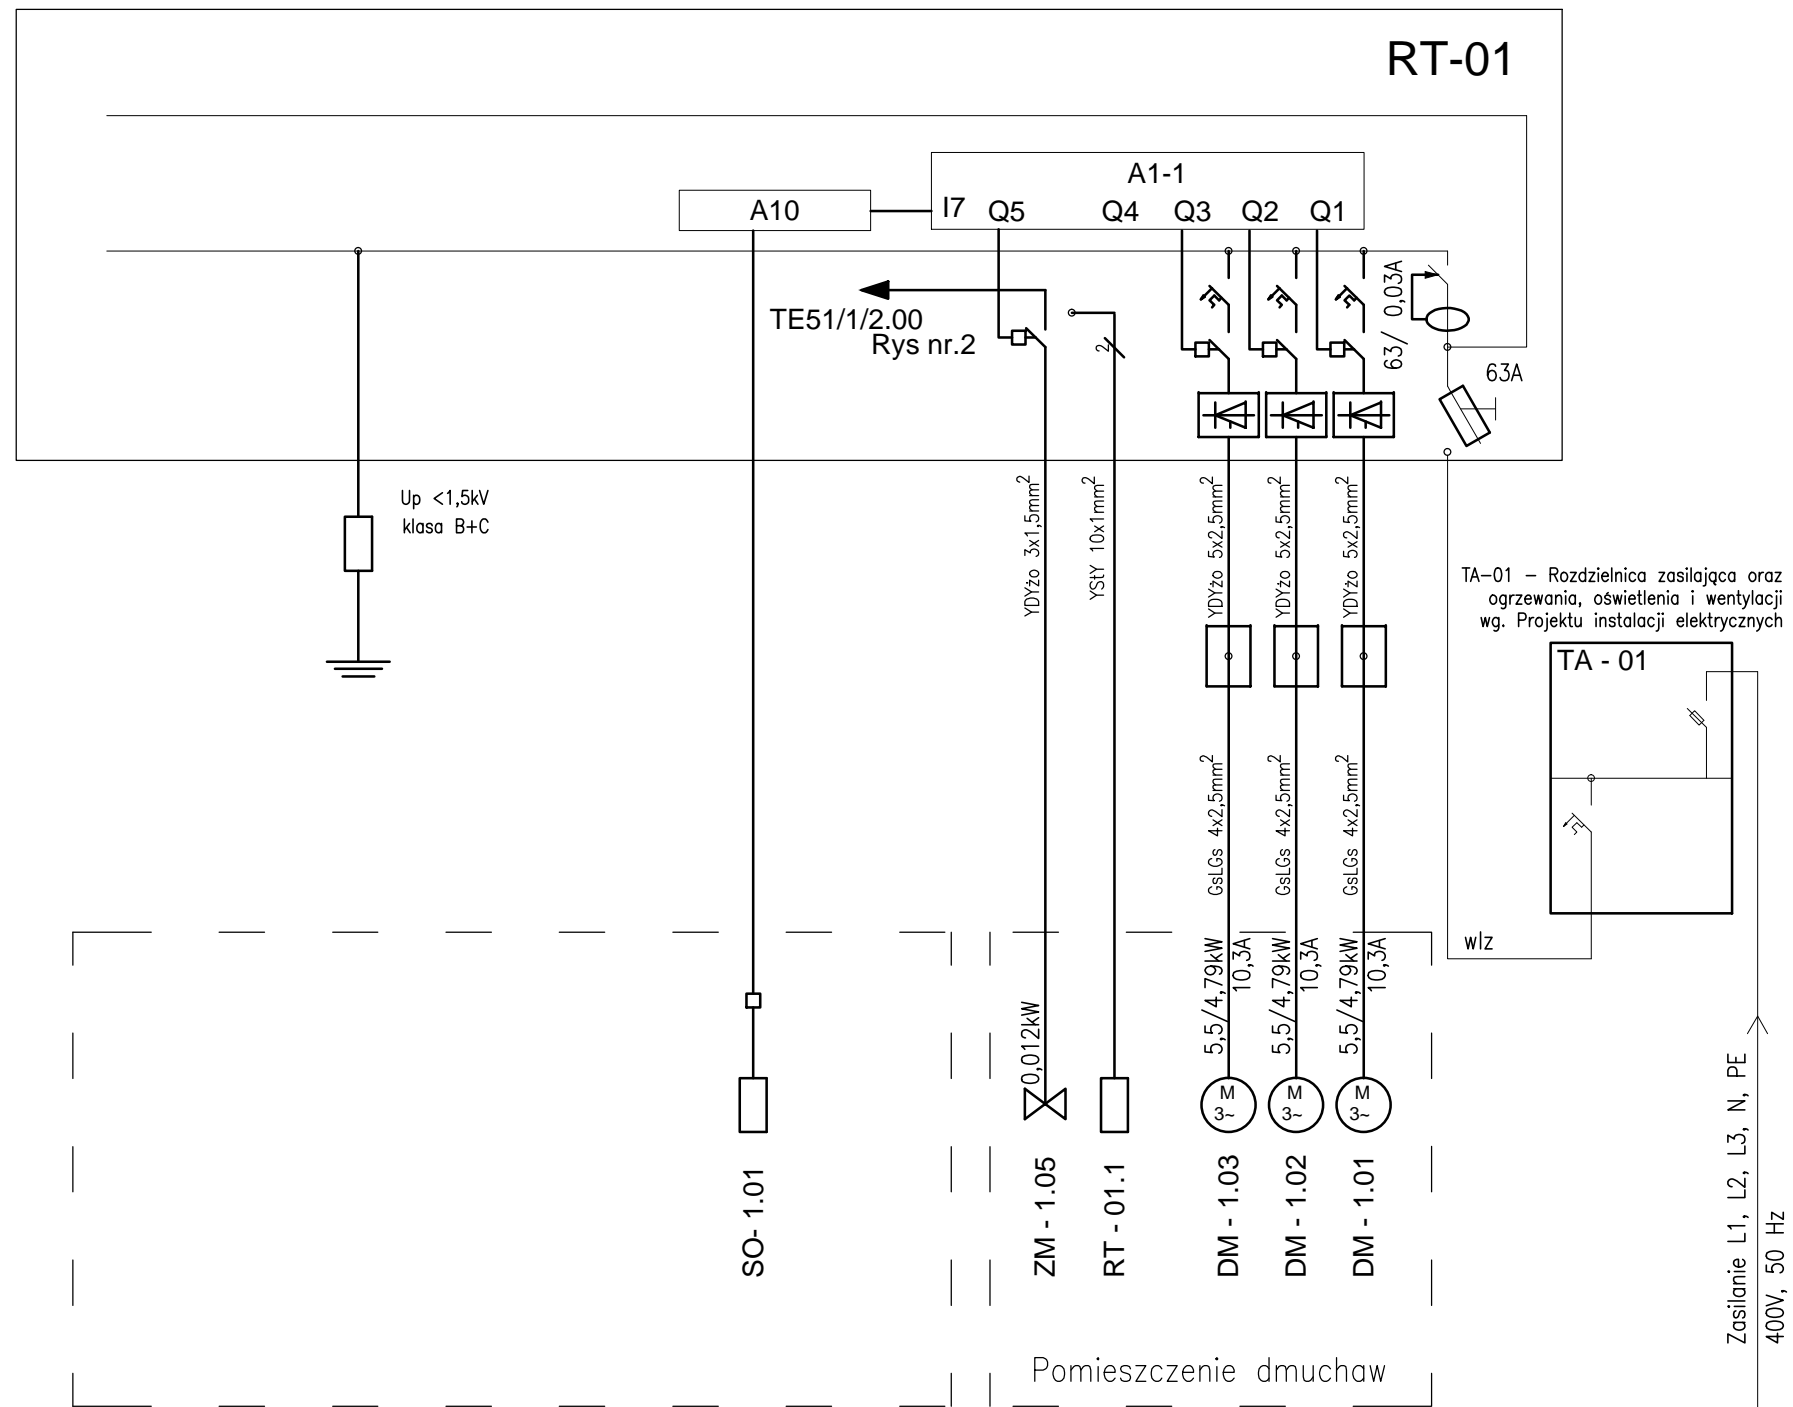 RT-01
A1-1
A10
I7 Q5 Q4 Q3 Q2 Q1
TE51/1/2.00
Rys nr.2
2
63/ 0,03A
63A
Up <1,5kV
klasa B+C
YDYżo 3x1,5mm²
YStY 10x1mm²
YDYżo 5x2,5mm²
YDYżo 5x2,5mm²
YDYżo 5x2,5mm²
TA-01 - Rozdzielnica zasilająca oraz
ogrzewania, oświetlenia i wentylacji
wg. Projektu instalacji elektrycznych
TA - 01
GsLGs 4x2,5mm²
GsLGs 4x2,5mm²
GsLGs 4x2,5mm²
wlz
0,012kW
5,5/4,79kW
10,3A
5,5/4,79kW
10,3A
5,5/4,79kW
10,3A
M
3~
M
3~
M
3~
SO- 1.01
ZM - 1.05
RT - 01.1
DM - 1.03
DM - 1.02
DM - 1.01
Zasilanie L1, L2, L3, N, PE
400V, 50 Hz
Pomieszczenie dmuchaw